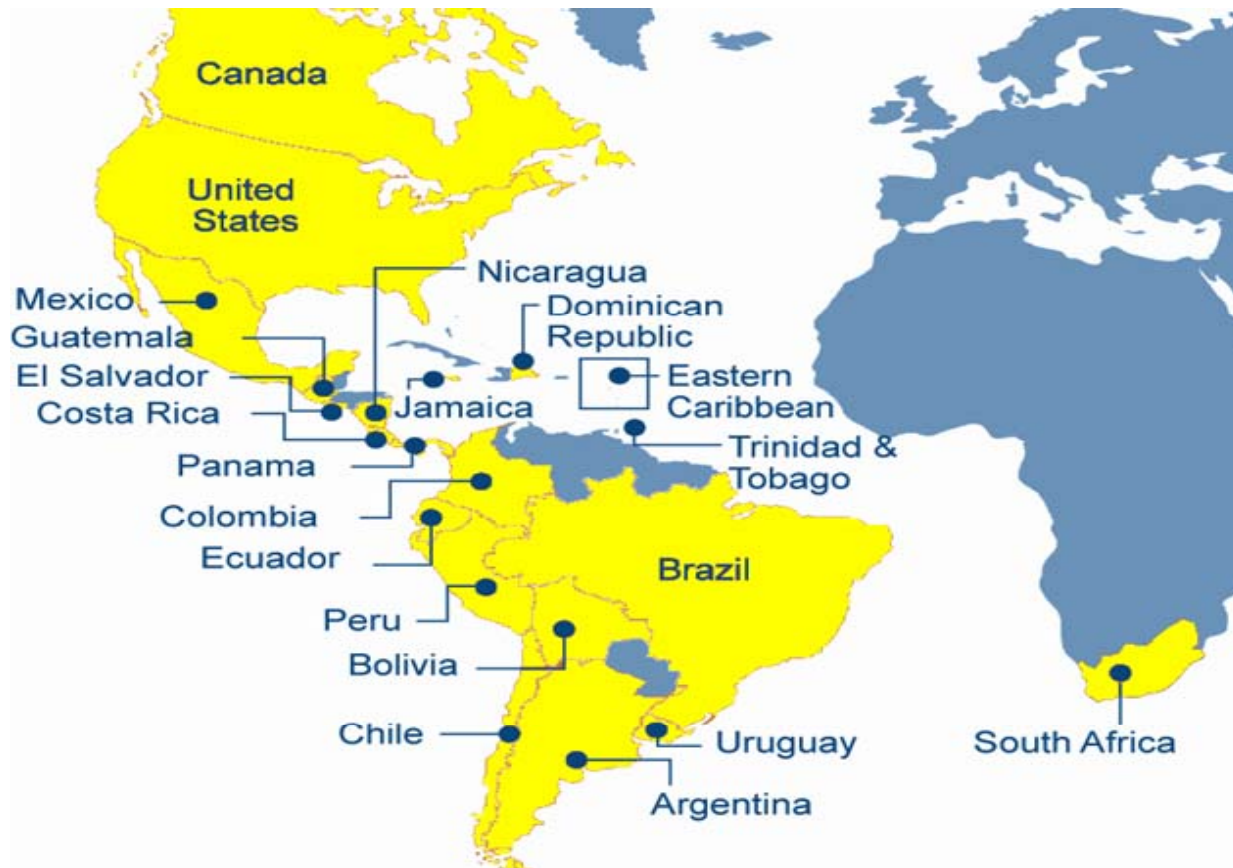 Canada
United
States
Nicaragua
Mexico
Dominican
Republic
Guatemala
El Salvador
Eastern
Caribbean
Costa Rica
Jamaica
Trinidad &
Tobago
Panama
Colombia
Ecuador
Brazil
Peru
Bolivia
Chile
Uruguay
South Africa
Argentina